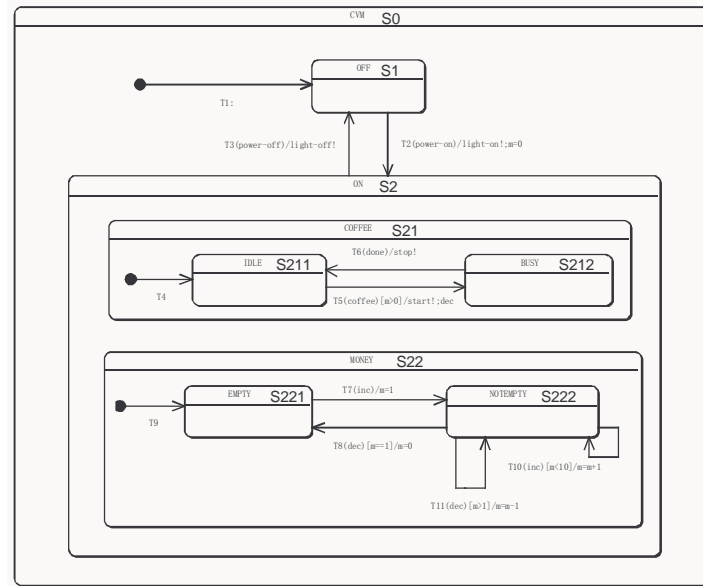 CVM S0
OFF S1
T1:
T3(power-off)/light-off!
T2(power-on)/light-on!;m=0
ON S2
COFFEE S21
T6(done)/stop!
IDLE S211
BUSY S212
T4
T5(coffee)[m>0]/start!;dec
MONEY S22
EMPTY S221
T7(inc)/m=1
NOTEMPTY S222
T9
T8(dec)[m==1]/m=0
T10(inc)[m<10]/m=m+1
T11(dec)[m>1]/m=m-1